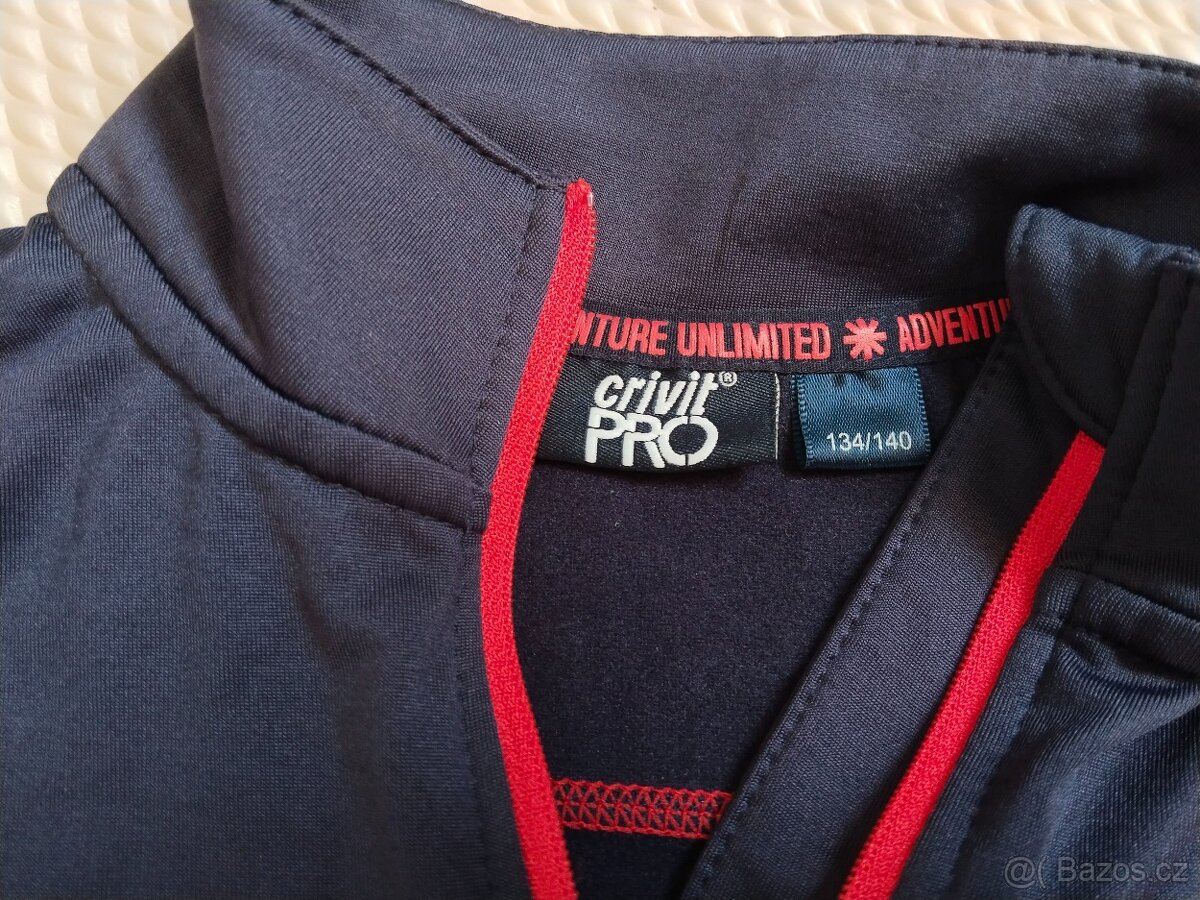 NTURE UNLIMITED ✳ ADVENTU
crivit®
PRO
134/140
@( Bazos.cz